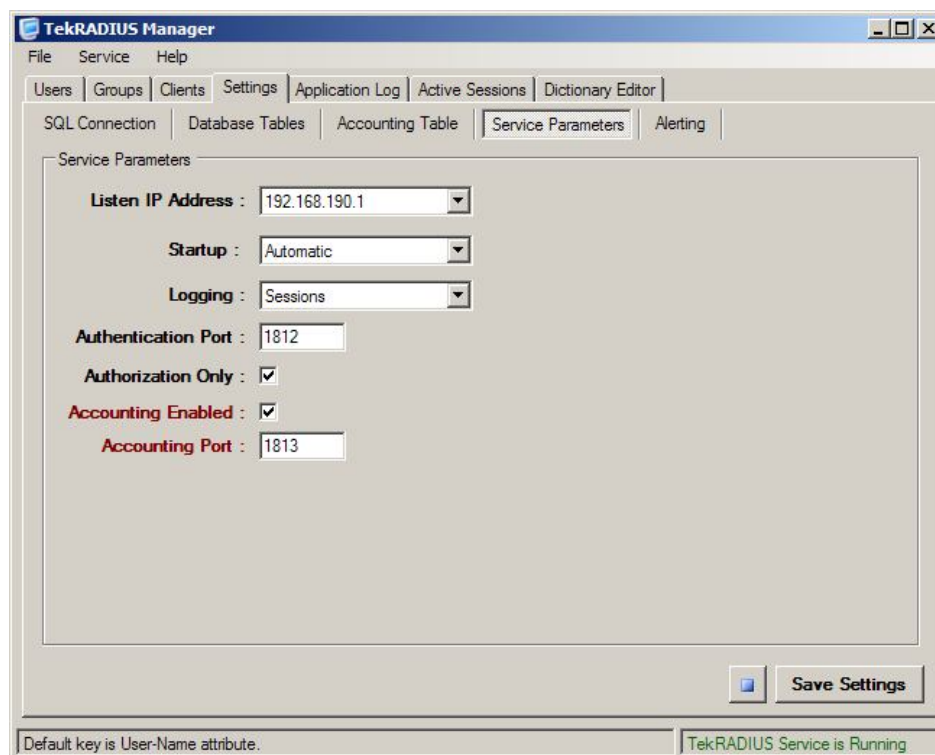 TekRADIUS Manager
File Service Help
Users Groups Clients Settings Application Log Active Sessions Dictionary Editor
SQL Connection Database Tables Accounting Table Service Parameters Alerting
Service Parameters
Listen IP Address : 192.168.190.1
Startup : Automatic
Logging : Sessions
Authentication Port : 1812
Authorization Only :
Accounting Enabled :
Accounting Port : 1813
Save Settings
Default key is User-Name attribute. TekRADIUS Service is Running